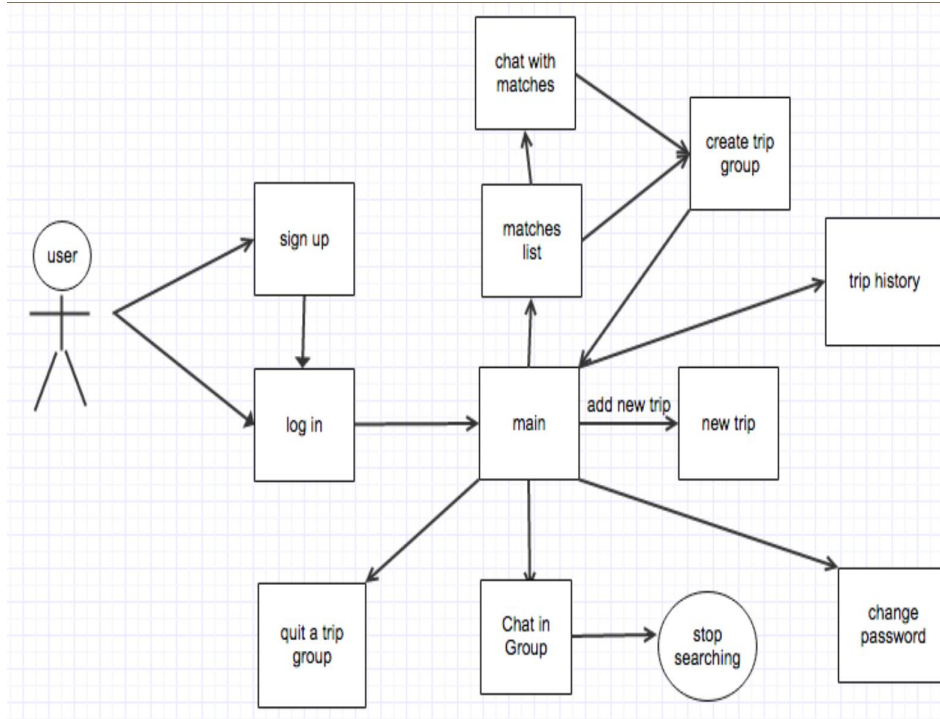 chat with
matches
create trip
group
sign up
matches
list
user
trip history
log in
main
add new trip
new trip
quit a trip
group
Chat in
Group
stop
searching
change
password